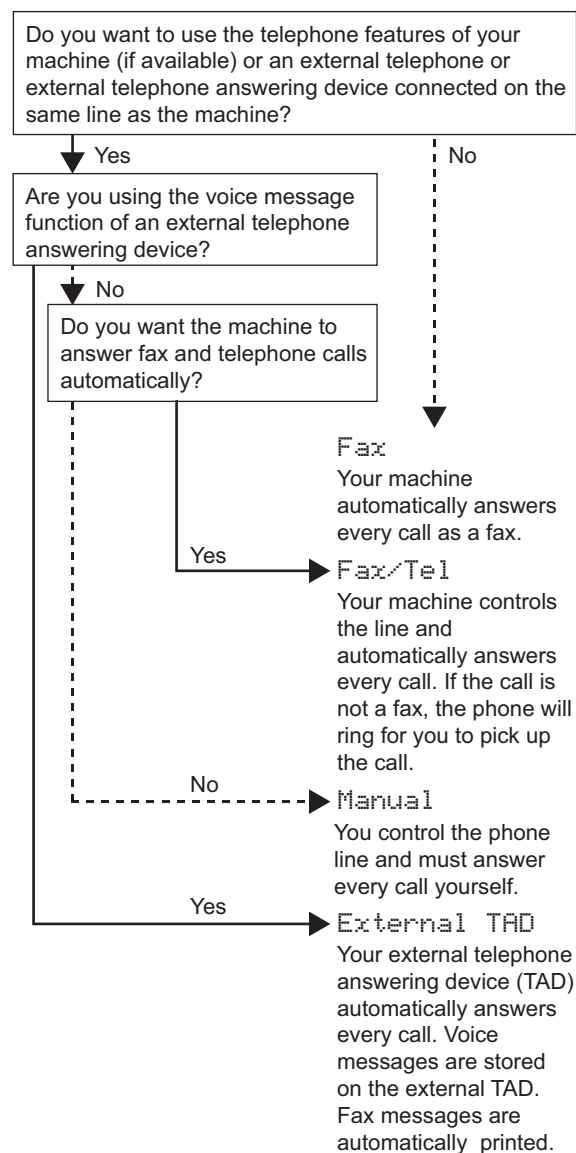 Do you want to use the telephone features of your
machine (if available) or an external telephone or
external telephone answering device connected on the
same line as the machine?
Yes
No
Are you using the voice message
function of an external telephone
answering device?
No
Do you want the machine to
answer fax and telephone calls
automatically?
Fax
Your machine
automatically answers
every call as a fax.
Yes
Fax/Tel
Your machine controls
the line and
automatically answers
every call. If the call is
not a fax, the phone will
ring for you to pick up
the call.
No
Manual
You control the phone
line and must answer
every call yourself.
Yes
External TAD
Your external telephone
answering device (TAD)
automatically answers
every call. Voice
messages are stored
on the external TAD.
Fax messages are
automatically printed.